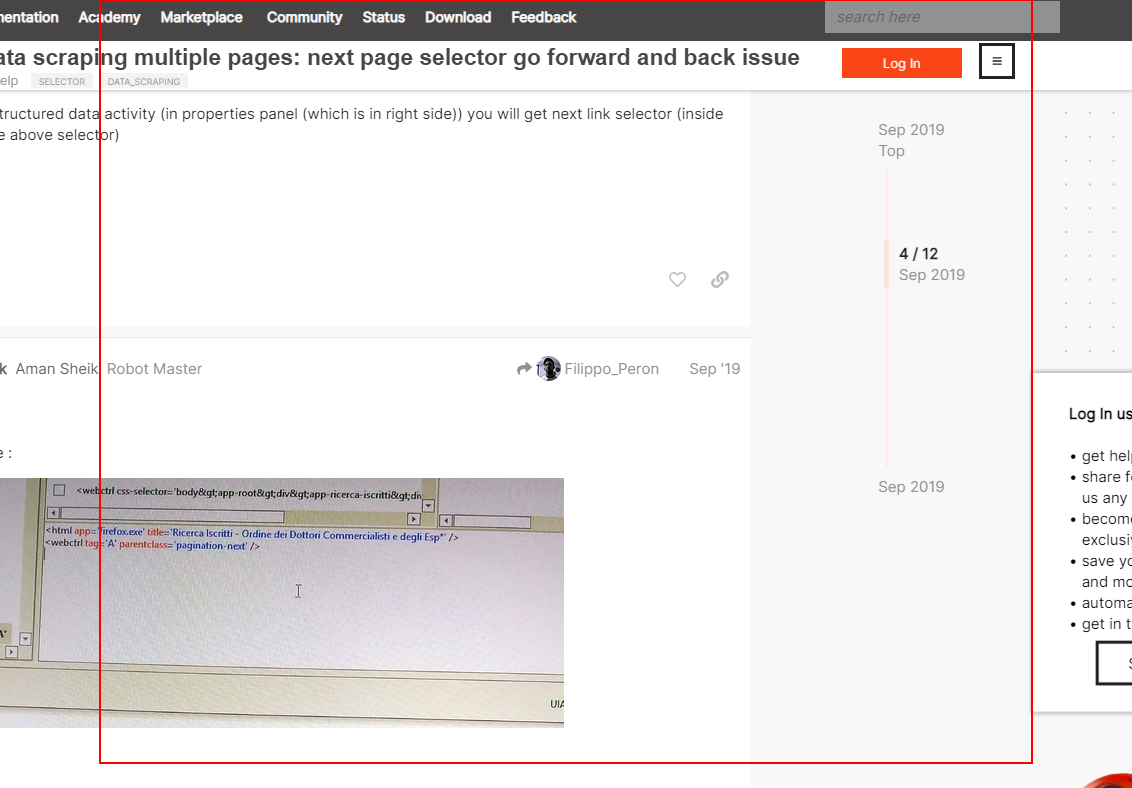 Academy Marketplace Community Status Download Feedback
search here
scraping multiple pages: next page selector go forward and back issue
Log In
SELECTOR DATA_SCRAPING
data activity (in properties panel (which is in right side)) you will get next link selector (inside
above selector)
Sep 2019
Top
4 / 12
Sep 2019
Sep 2019
Aman Sheik Robot Master
Filippo_Peron Sep '19
:
<webctrl css-selector='body&gt;app-root&gt;div&gt;app-ricerca-iscritti&gt;div
<html app='firefox.exe' title='Ricerca Iscritti - Ordine dei Dottori Commercialisti e degli Esp*' />
<webctrl tag='A' parentclass='pagination-next' />
A'
UIA
Log In us
• get help
• share f
us any
• become
exclusiv
• save yo
and mo
• automa
• get in t